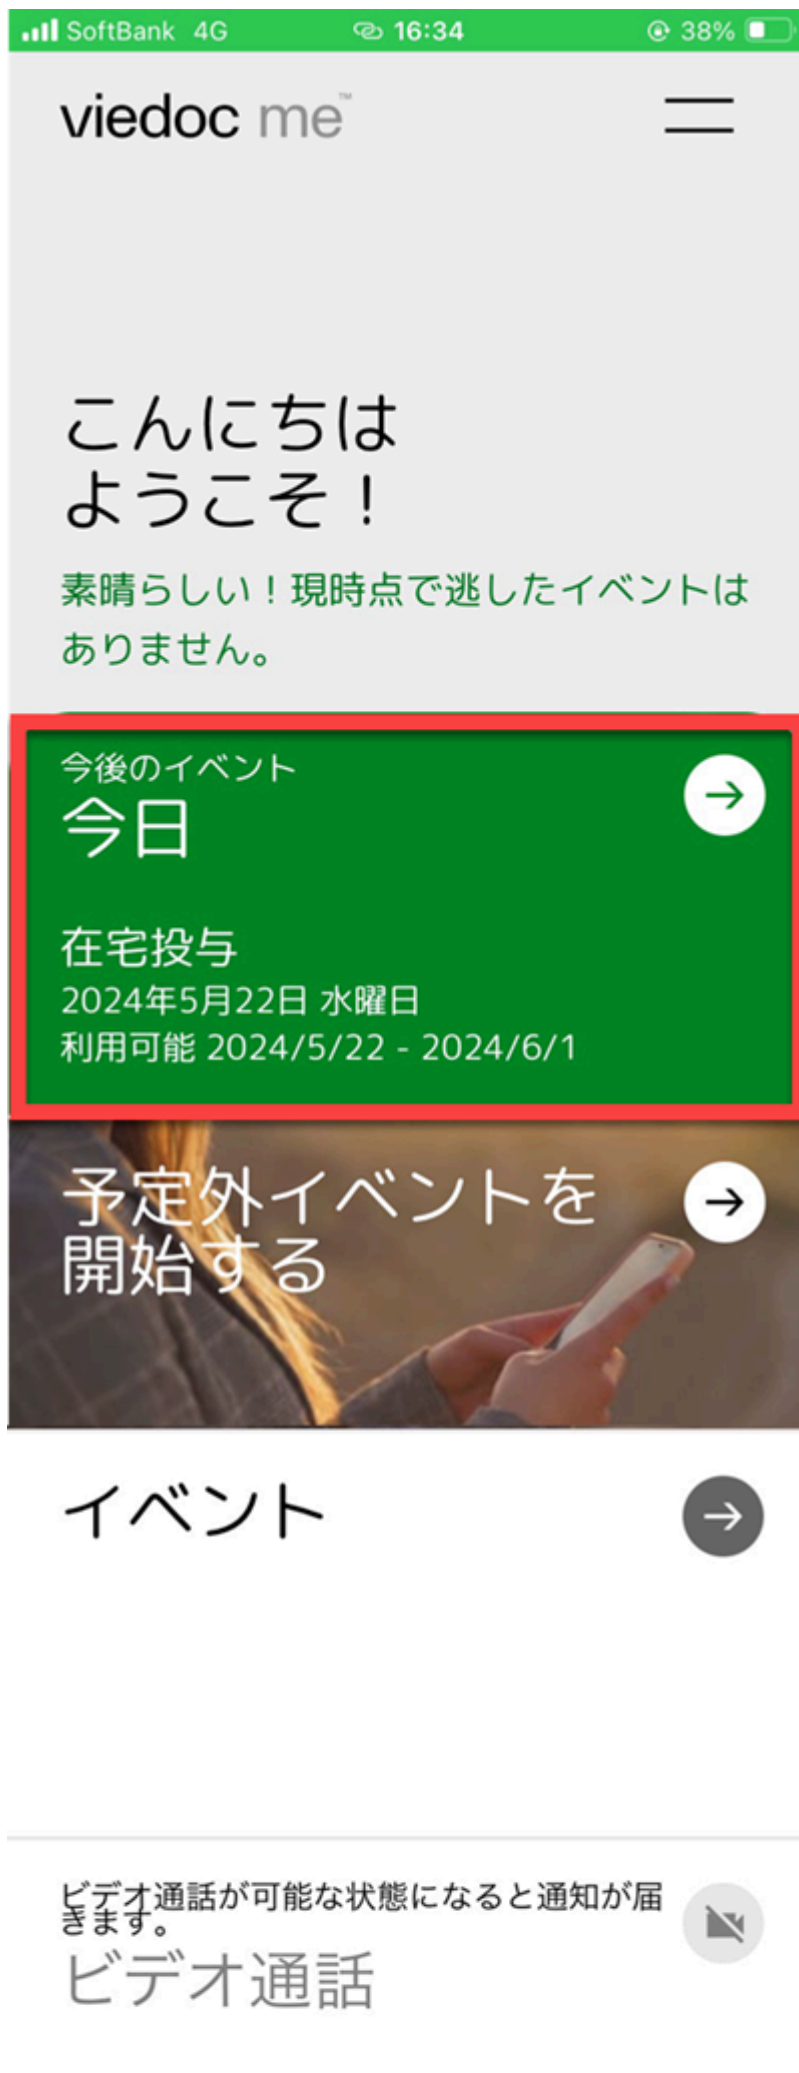 SoftBank 4G 16:34 38%
viedoc me™
こんにちは
ようこそ！
素晴らしい！現時点で逃したイベントは
ありません。
今後のイベント
今日
在宅投与
2024年5月22日 水曜日
利用可能 2024/5/22 - 2024/6/1
予定外イベントを
開始する
イベント
ビデオ通話が可能な状態になると通知が届
きます。
ビデオ通話